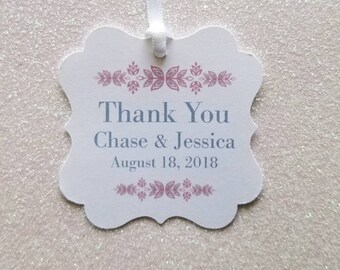 Thank You
Chase & Jessica
August 18, 2018